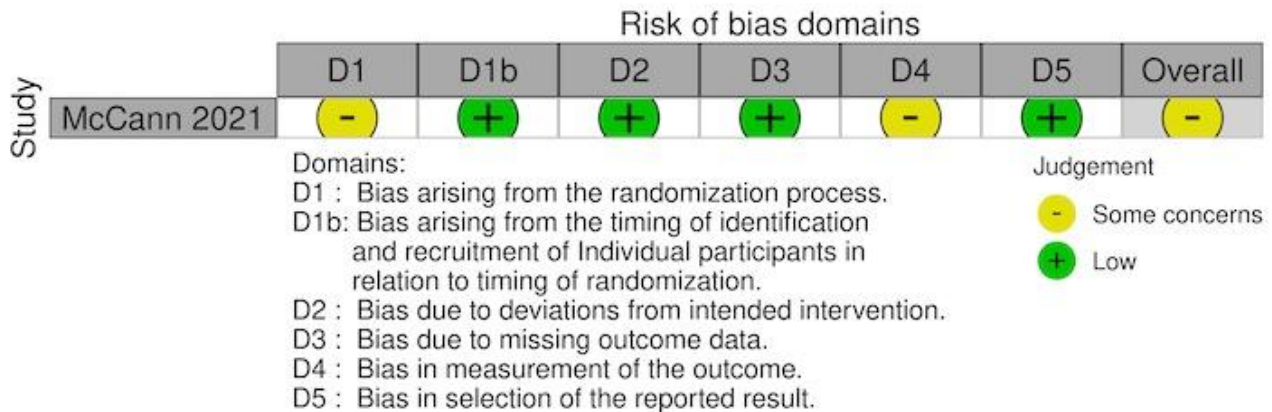 Risk of bias domains
D1 D1b D2 D3 D4 D5 Overall
Study
McCann 2021 - + + + - + -
Domains:
D1 : Bias arising from the randomization process.
D1b: Bias arising from the timing of identification
and recruitment of Individual participants in
relation to timing of randomization.
D2 : Bias due to deviations from intended intervention.
D3 : Bias due to missing outcome data.
D4 : Bias in measurement of the outcome.
D5 : Bias in selection of the reported result.
Judgement
- Some concerns
+ Low